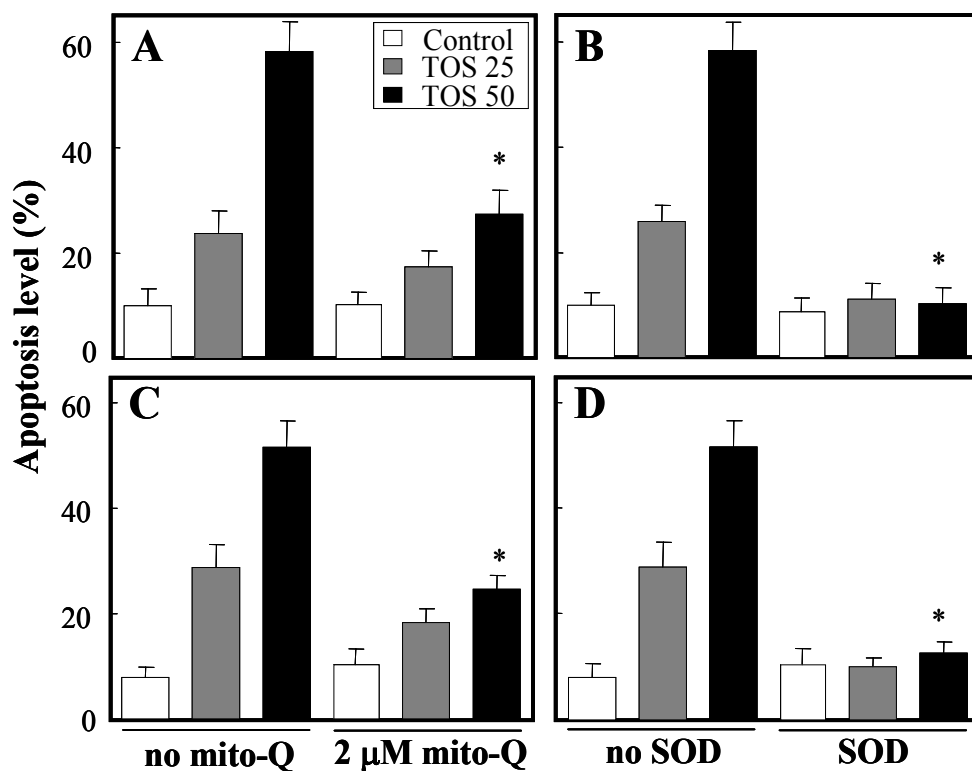 A
Control
TOS 25
TOS 50
B
60
40
20
0
*
*
Apoptosis level (%)
C
D
60
40
20
0
*
*
no mito-Q
2 μM mito-Q
no SOD
SOD